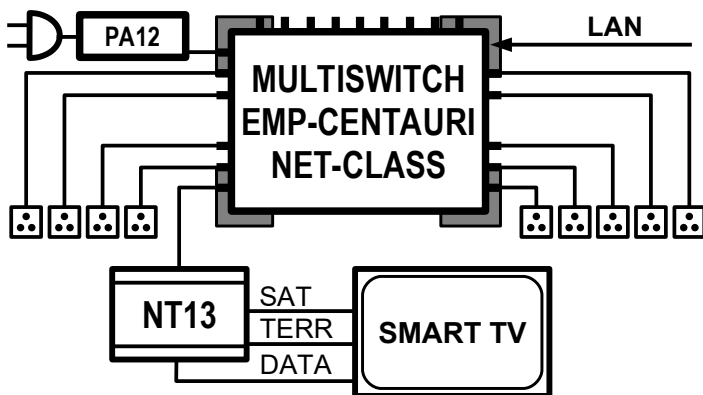 PA12
LAN
MULTISWITCH
EMP-CENTAURI
NET-CLASS
NT13
SAT
TERR
DATA
SMART TV